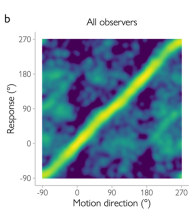 b
All observers
270
180
Response (°)
90
0
-90
-90 0 90 180 270
Motion direction (°)